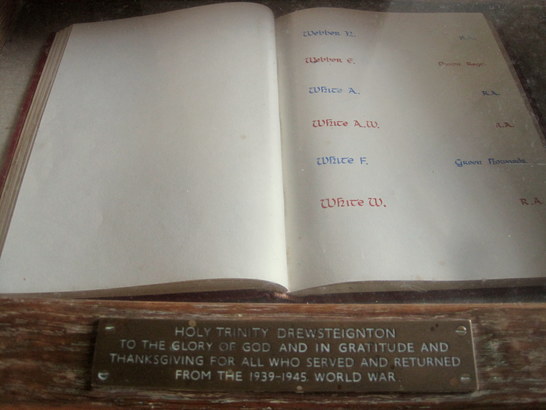 Webber E.
White A. R.A.
White A.W. R.A.
White F.
White W. R.A.
HOLY TRINITY DREWSTEIGNTON
TO THE GLORY OF GOD AND IN GRATITUDE AND
THANKSGIVING FOR ALL WHO SERVED AND RETURNED
FROM THE 1939-1945 WORLD WAR.